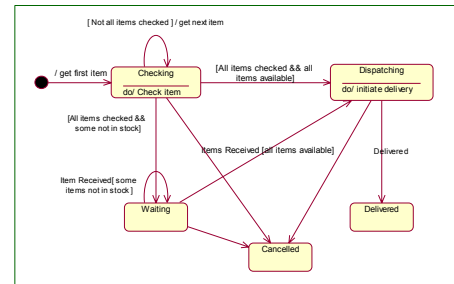 [ Not all items checked ] / get next item
/ get first item
Checking
do/ Check item
[All items checked && all
items available]
Dispatching
do/ initiate delivery
[All items checked &&
some not in stock]
Items Received [all items available]
Delivered
Item Received[ some
items not in stock ]
Waiting
Delivered
Cancelled